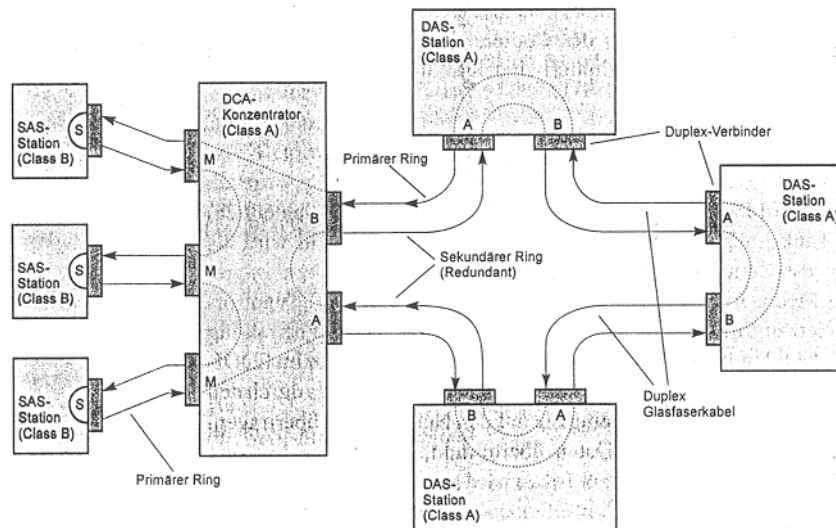 DAS-
Station
(Class A)
A
B
Duplex-Verbinder
DCA-
Konzentrator
(Class A)
SAS-
Station
(Class B)
S
M
Primärer Ring
B
DAS-
Station
(Class A)
A
B
SAS-
Station
(Class B)
S
M
Sekundärer Ring
(Redundant)
A
SAS-
Station
(Class B)
S
M
Primärer Ring
B
A
DAS-
Station
(Class A)
Duplex
Glasfaserkabel